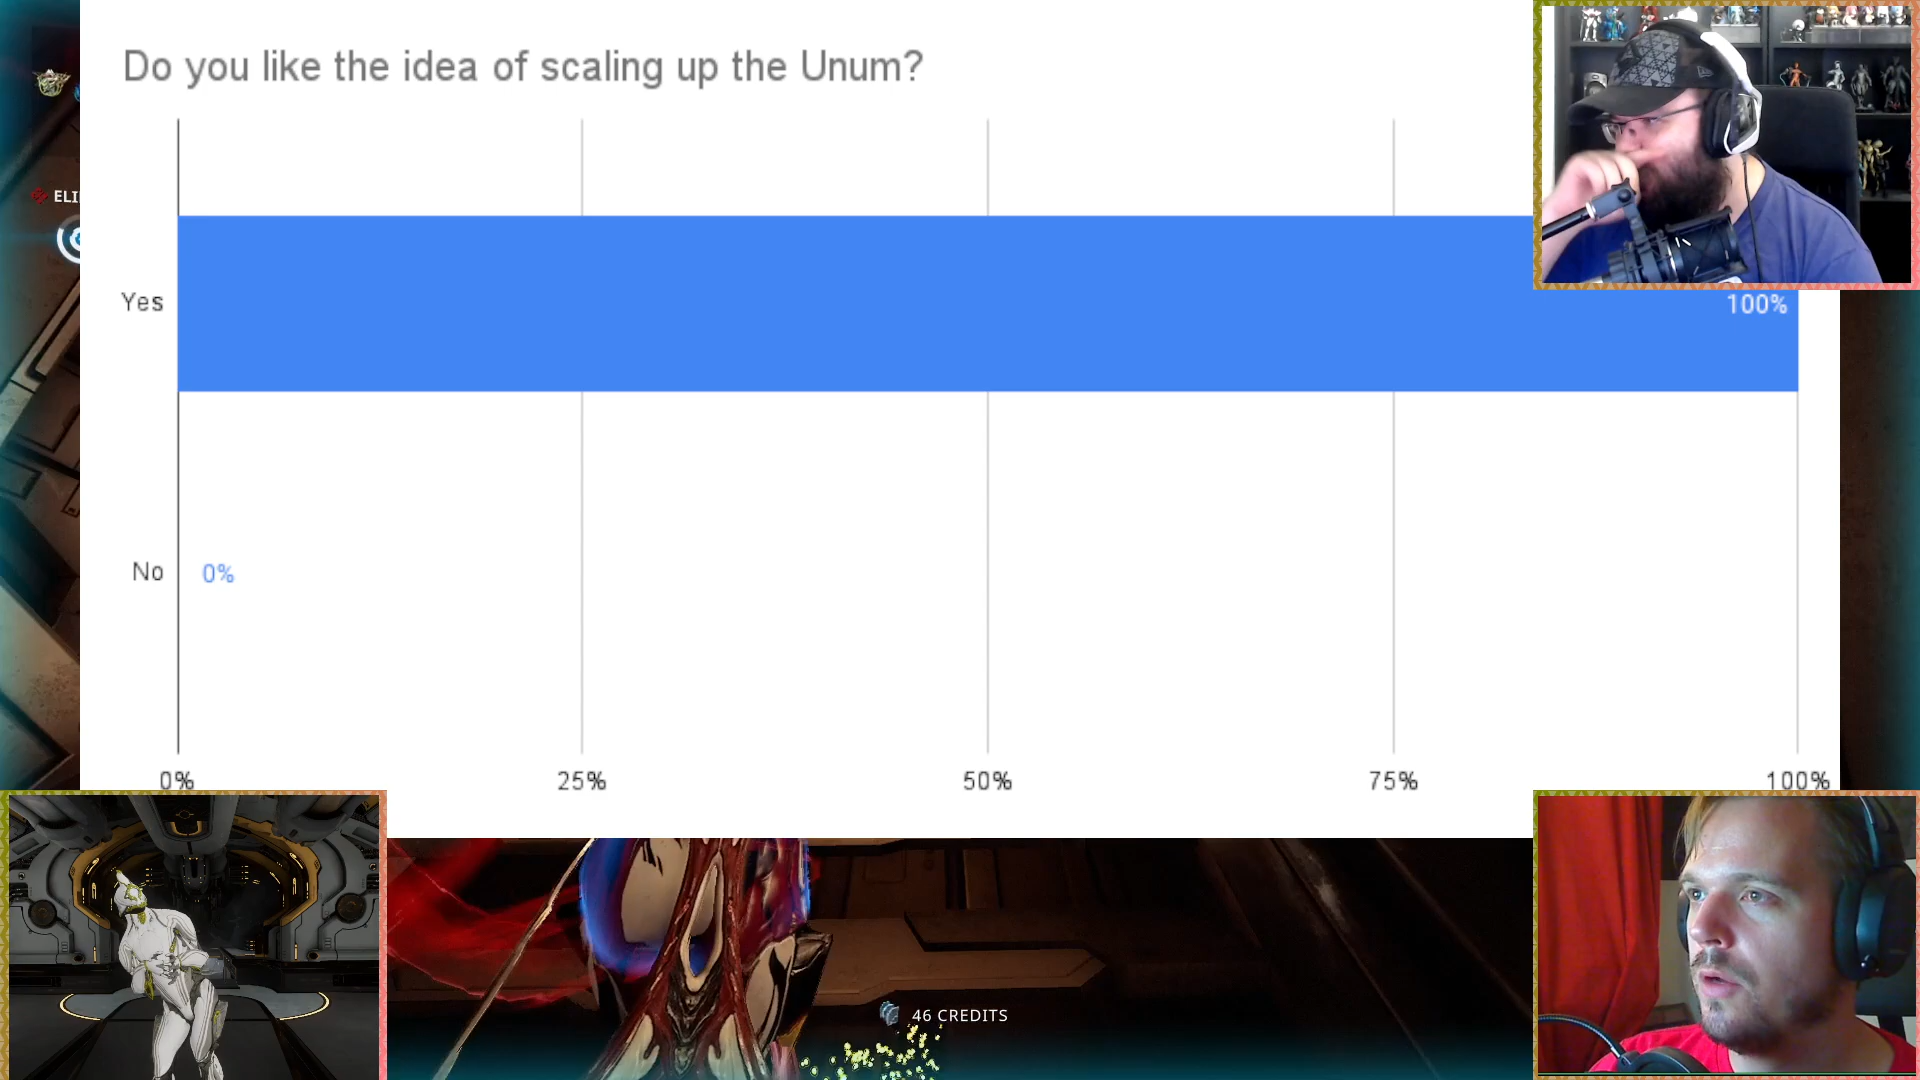 Do you like the idea of scaling up the Unum?
ELI
Yes
100%
No
0%
0%
25%
50%
75%
100%
46 CREDITS